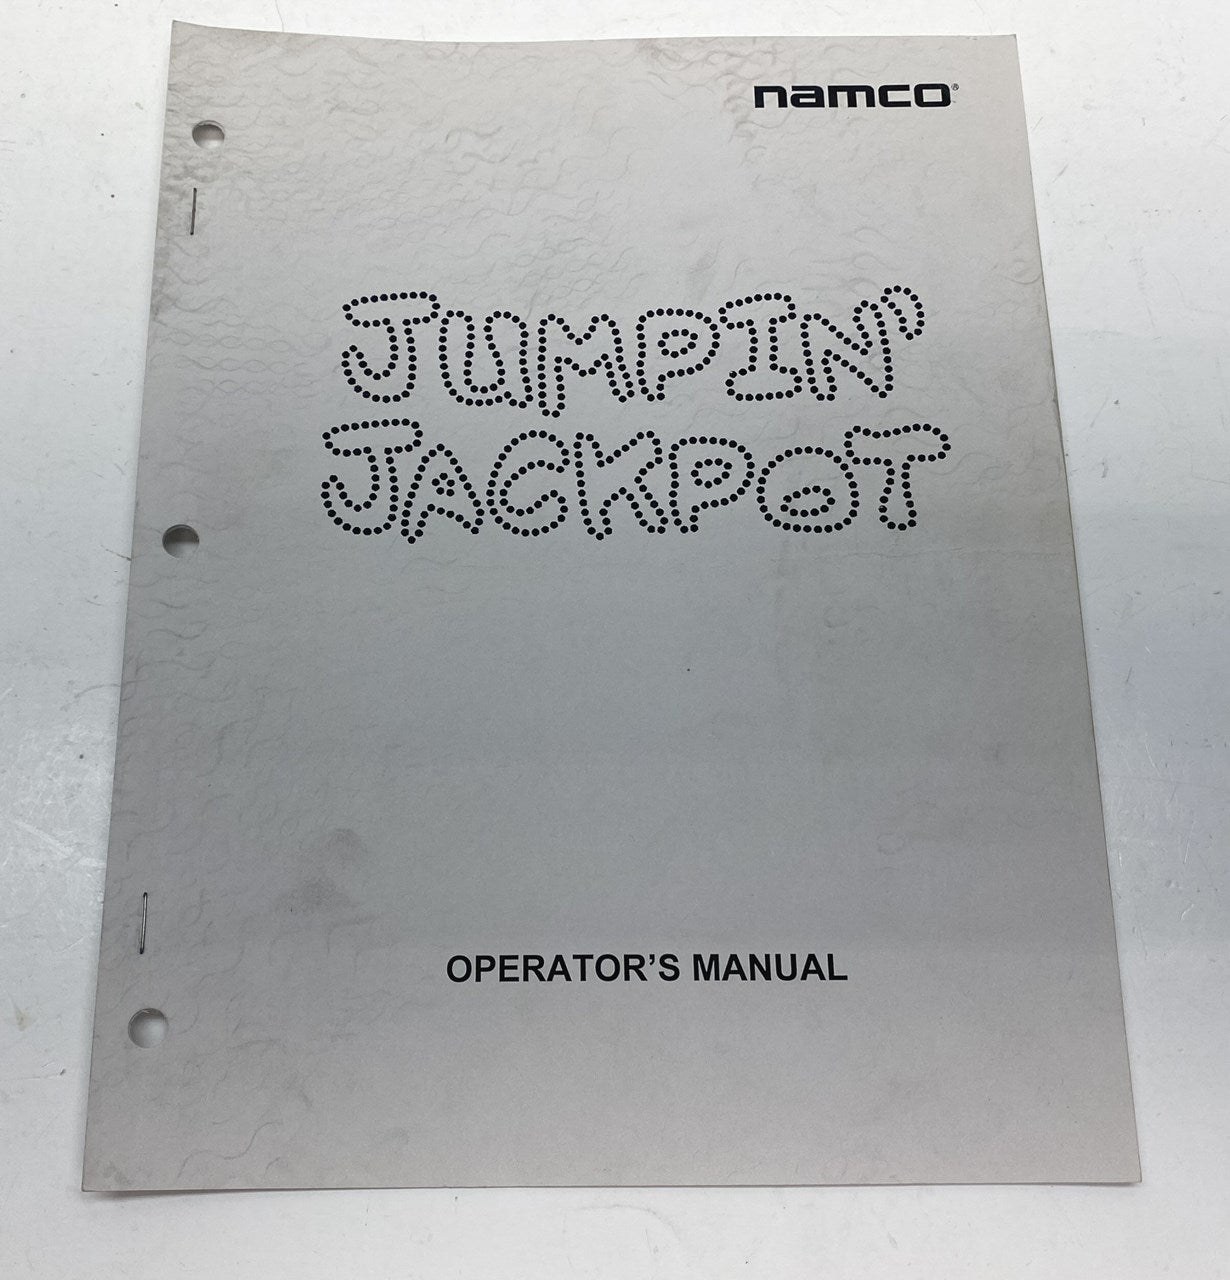 namco®
JUMPIN'
JACKPOT
OPERATOR’S MANUAL